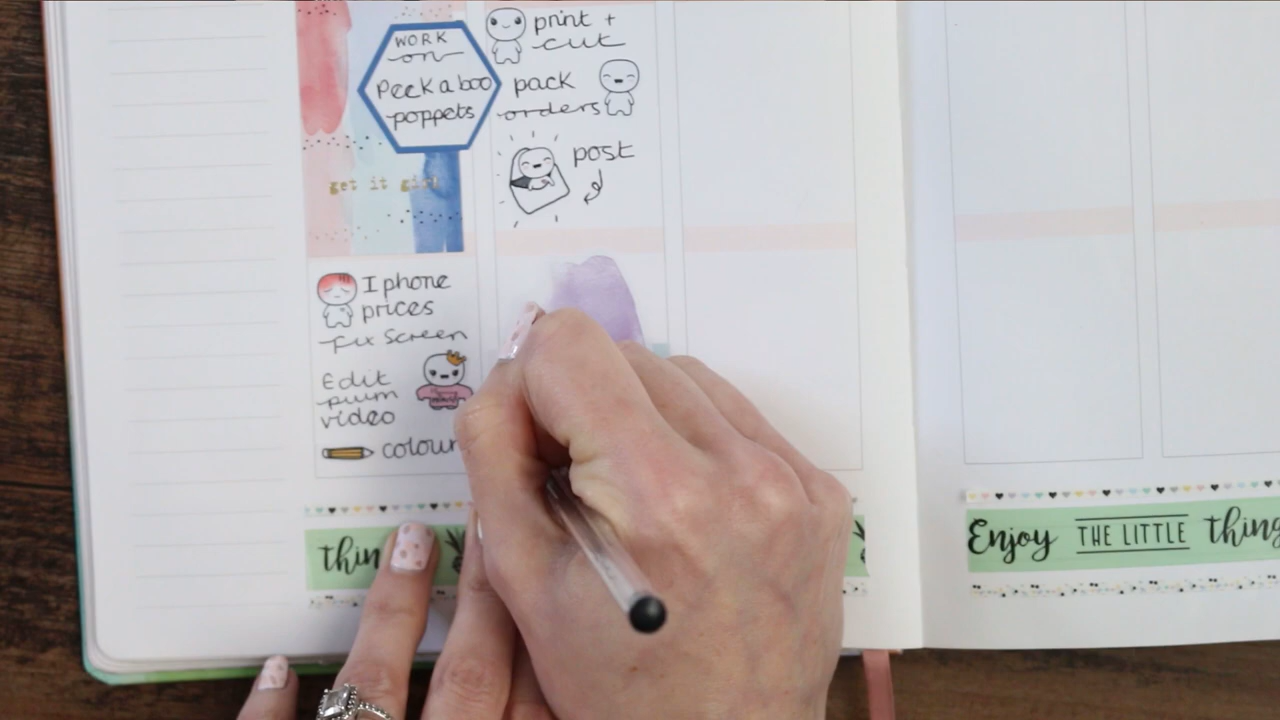 WORK
on
Peek a boo
poppets
get it girl
print +
cut
pack
orders
post
I phone
prices
Fix Screen
Edit
plum
video
colour
thin
Enjoy THE LITTLE thing